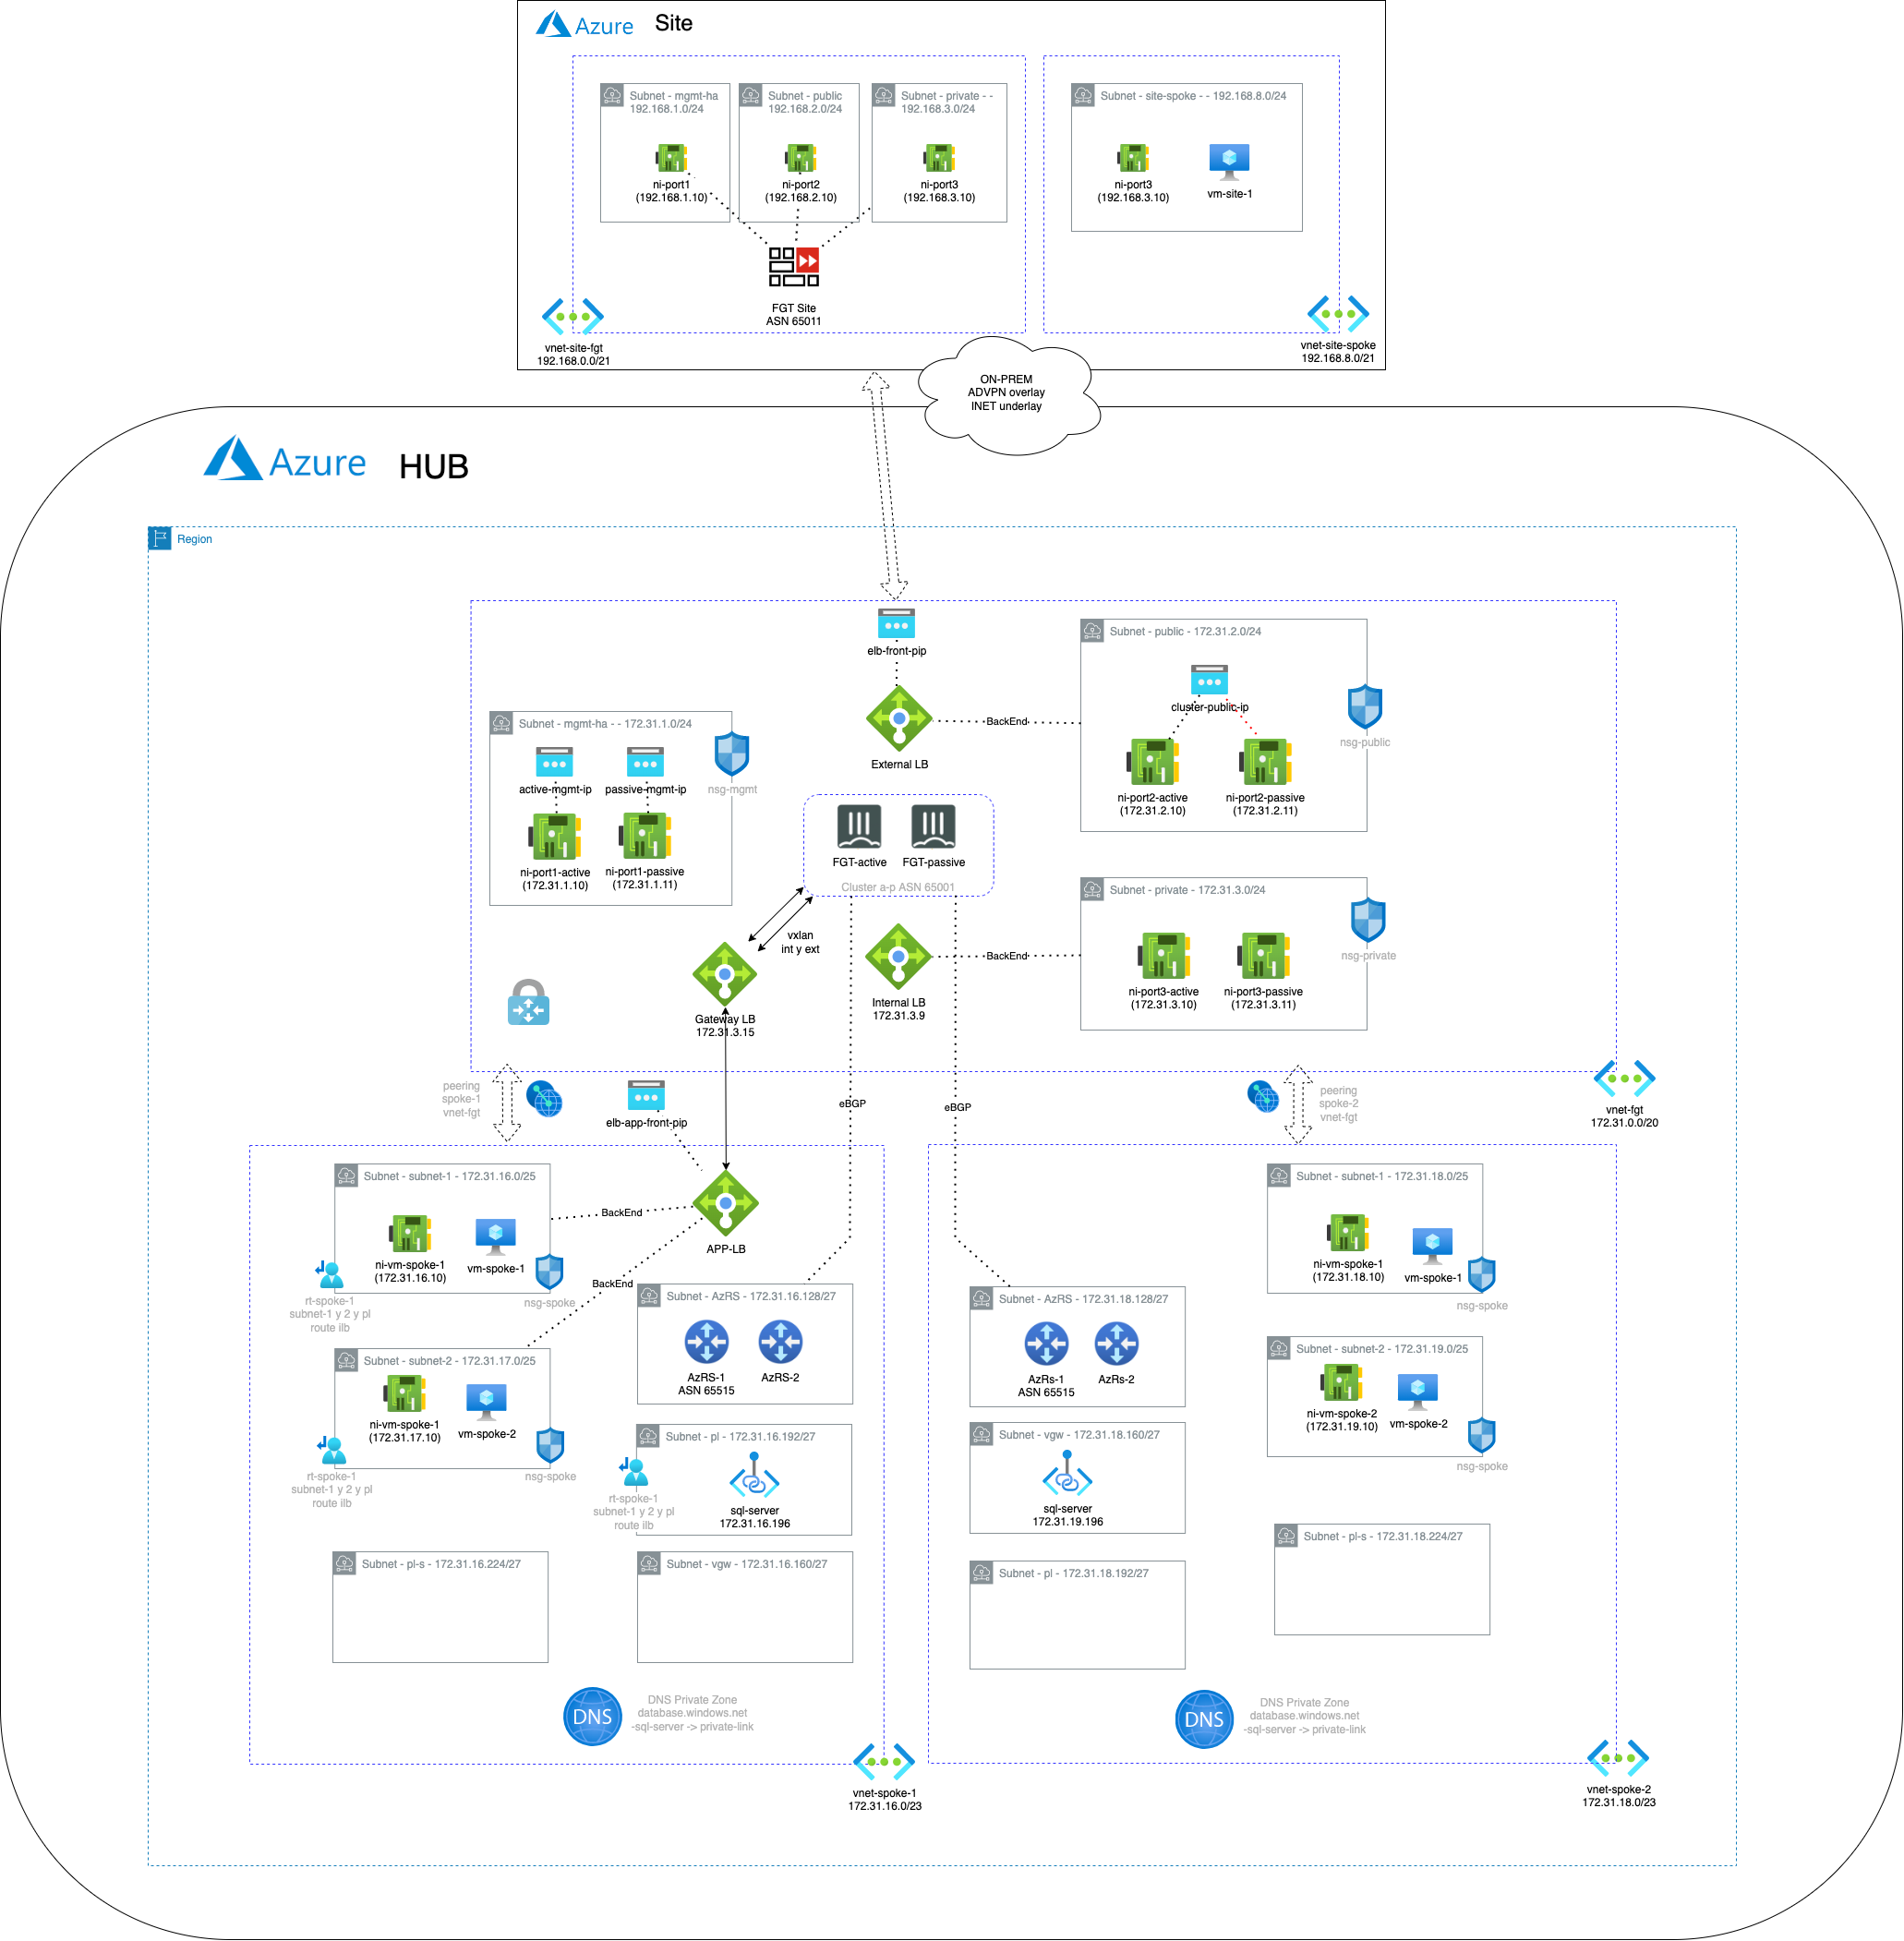 Azure Site
Subnet - mgmt-ha
192.168.1.0/24
ni-port1
(192.168.1.10)
Subnet - public
192.168.2.0/24
ni-port2
(192.168.2.10)
Subnet - private - -
192.168.3.0/24
ni-port3
(192.168.3.10)
FGT Site
ASN 65011
vnet-site-fgt
192.168.0.0/21
Subnet - site-spoke - - 192.168.8.0/24
ni-port3
(192.168.3.10)
vm-site-1
vnet-site-spoke
192.168.8.0/21
ON-PREM
ADVPN overlay
INET underlay
Azure HUB
Region
elb-front-pip
External LB
BackEnd
Subnet - public - 172.31.2.0/24
cluster-public-ip
ni-port2-active
(172.31.2.10)
ni-port2-passive
(172.31.2.11)
nsg-public
Subnet - mgmt-ha - - 172.31.1.0/24
active-mgmt-ip
passive-mgmt-ip
ni-port1-active
(172.31.1.10)
ni-port1-passive
(172.31.1.11)
nsg-mgmt
FGT-active
FGT-passive
Cluster a-p ASN 65001
vxlan
int y ext
Gateway LB
172.31.3.15
Internal LB
172.31.3.9
BackEnd
Subnet - private - 172.31.3.0/24
ni-port3-active
(172.31.3.10)
ni-port3-passive
(172.31.3.11)
nsg-private
vnet-fgt
172.31.0.0/20
peering
spoke-1
vnet-fgt
elb-app-front-pip
eBGP
eBGP
peering
spoke-2
vnet-fgt
Subnet - subnet-1 - 172.31.16.0/25
ni-vm-spoke-1
(172.31.16.10)
vm-spoke-1
rt-spoke-1
subnet-1 y 2 y pl
route ilb
nsg-spoke
BackEnd
APP-LB
BackEnd
Subnet - subnet-2 - 172.31.17.0/25
ni-vm-spoke-1
(172.31.17.10)
vm-spoke-2
rt-spoke-1
subnet-1 y 2 y pl
route ilb
nsg-spoke
Subnet - AzRS - 172.31.16.128/27
AzRS-1
ASN 65515
AzRS-2
Subnet - pl - 172.31.16.192/27
sql-server
172.31.16.196
rt-spoke-1
subnet-1 y 2 y pl
route ilb
Subnet - pl-s - 172.31.16.224/27
Subnet - vgw - 172.31.16.160/27
DNS
DNS Private Zone
database.windows.net
-sql-server -> private-link
vnet-spoke-1
172.31.16.0/23
Subnet - subnet-1 - 172.31.18.0/25
ni-vm-spoke-1
(172.31.18.10)
vm-spoke-1
nsg-spoke
Subnet - AzRS - 172.31.18.128/27
AzRs-1
ASN 65515
AzRs-2
Subnet - subnet-2 - 172.31.19.0/25
ni-vm-spoke-2
(172.31.19.10)
vm-spoke-2
nsg-spoke
Subnet - vgw - 172.31.18.160/27
sql-server
172.31.19.196
Subnet - pl-s - 172.31.18.224/27
Subnet - pl - 172.31.18.192/27
DNS
DNS Private Zone
database.windows.net
-sql-server -> private-link
vnet-spoke-2
172.31.18.0/23